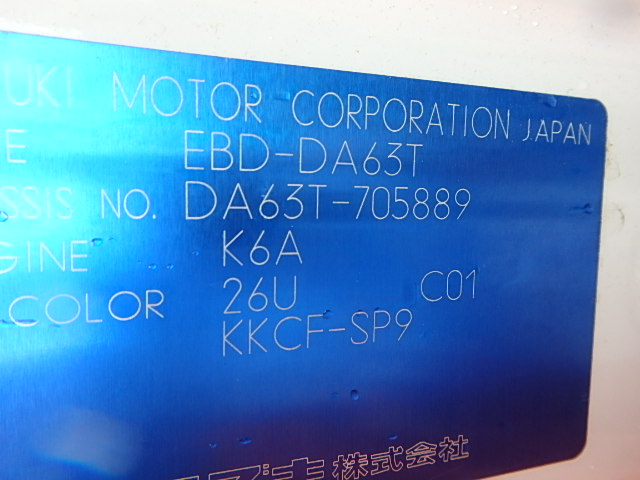 UKI MOTOR CORPORATION JAPAN
E EBD-DA63T
SSIS NO. DA63T-705889
GINE K6A
COLOR 26U C01
KKCF-SP9
株式会社